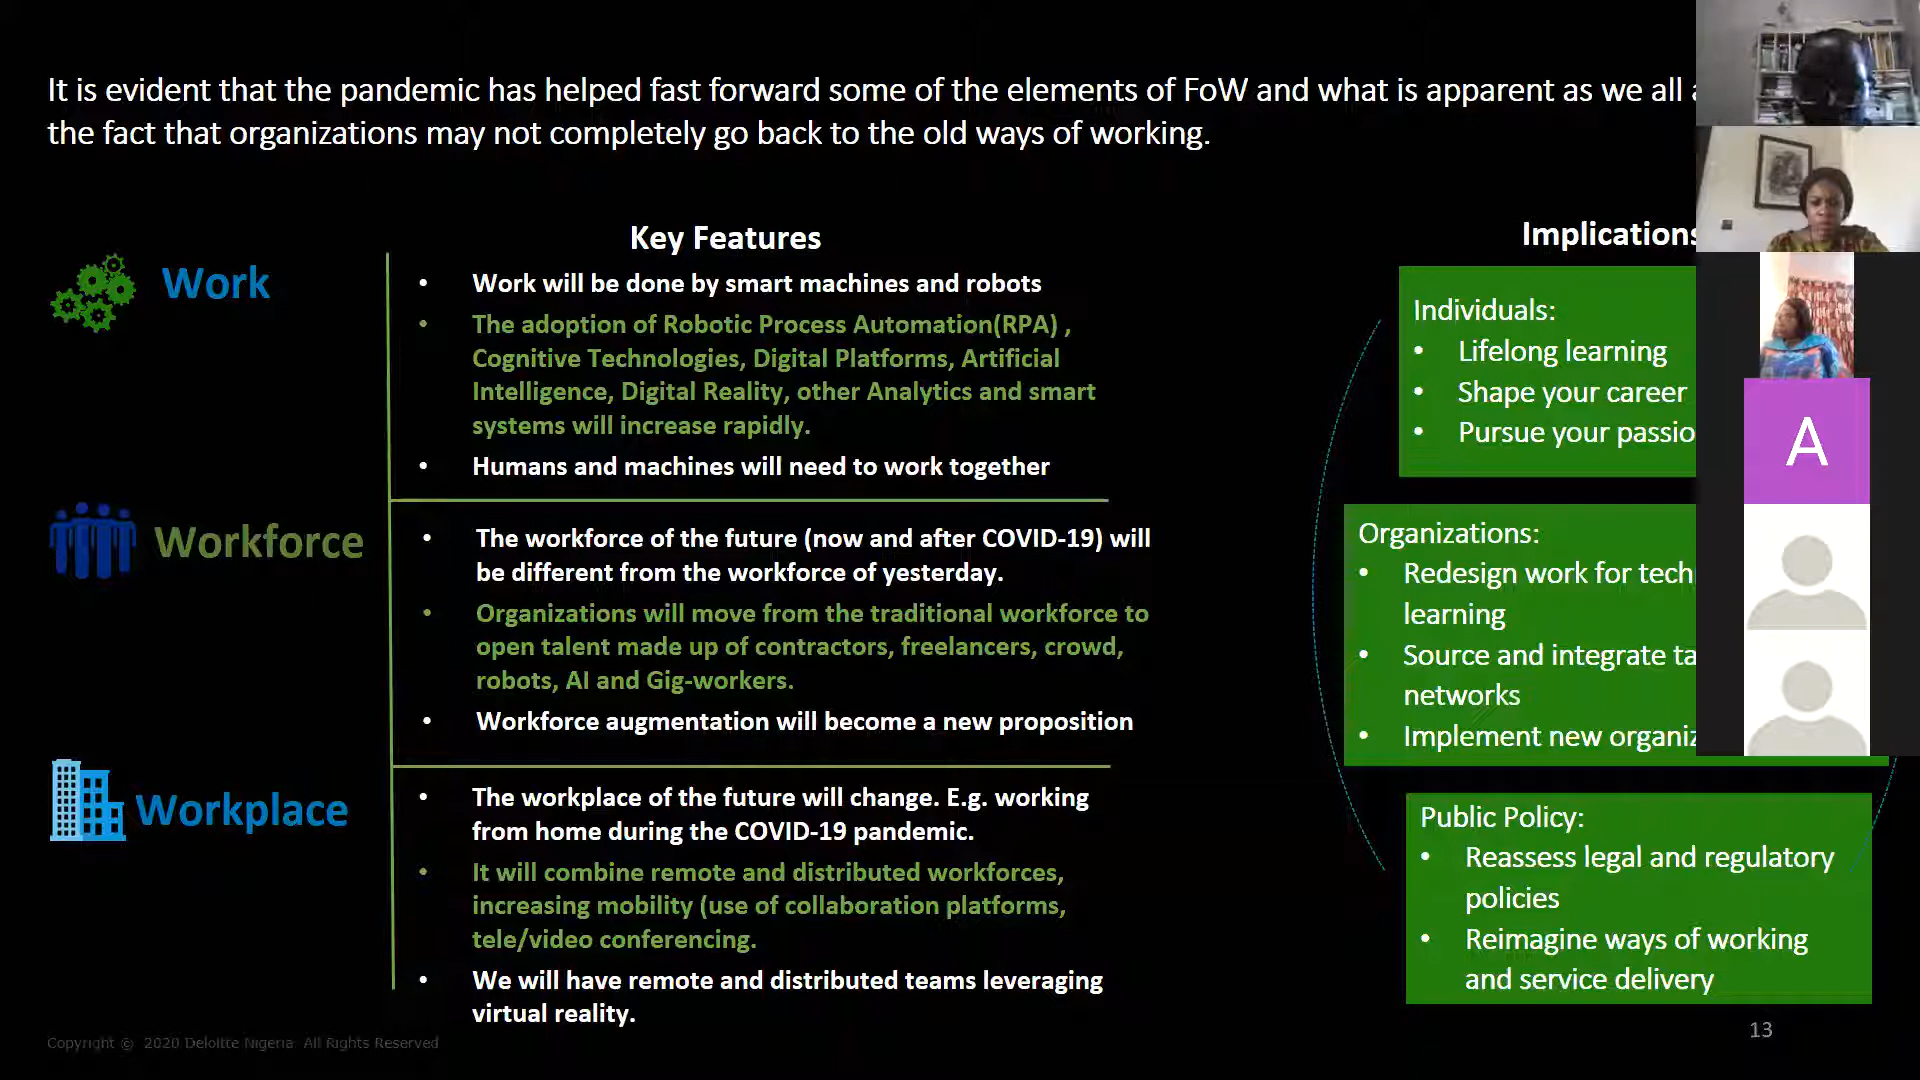 It is evident that the pandemic has helped fast forward some of the elements of FoW and what is apparent as we all
the fact that organizations may not completely go back to the old ways of working.
Key Features
Implications
Work
• Work will be done by smart machines and robots
• The adoption of Robotic Process Automation(RPA) ,
Cognitive Technologies, Digital Platforms, Artificial
Intelligence, Digital Reality, other Analytics and smart
systems will increase rapidly.
• Humans and machines will need to work together
Workforce
• The workforce of the future (now and after COVID-19) will
be different from the workforce of yesterday.
• Organizations will move from the traditional workforce to
open talent made up of contractors, freelancers, crowd,
robots, AI and Gig-workers.
• Workforce augmentation will become a new proposition
Workplace
• The workplace of the future will change. E.g. working
from home during the COVID-19 pandemic.
• It will combine remote and distributed workforces,
increasing mobility (use of collaboration platforms,
tele/video conferencing.
• We will have remote and distributed teams leveraging
virtual reality.
Individuals:
• Lifelong learning
• Shape your career
• Pursue your
Organizations:
• Redesign work for
learning
• Source and integrate
networks
• Implement new
Public Policy:
• Reassess legal and regulatory
policies
• Reimagine ways of working
and service delivery
A
Copyright © 2020 Deloitte Nigeria. All Rights Reserved
13